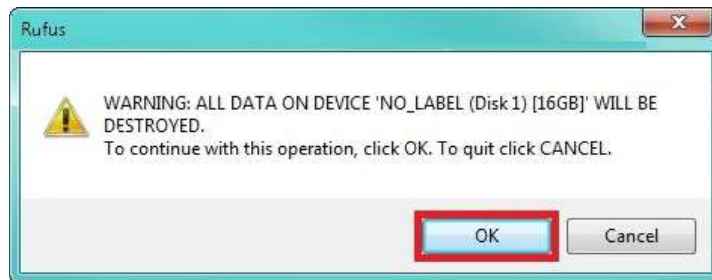 Rufus
WARNING: ALL DATA ON DEVICE 'NO_LABEL (Disk 1) [16GB]' WILL BE
DESTROYED.
To continue with this operation, click OK. To quit click CANCEL.
OK Cancel